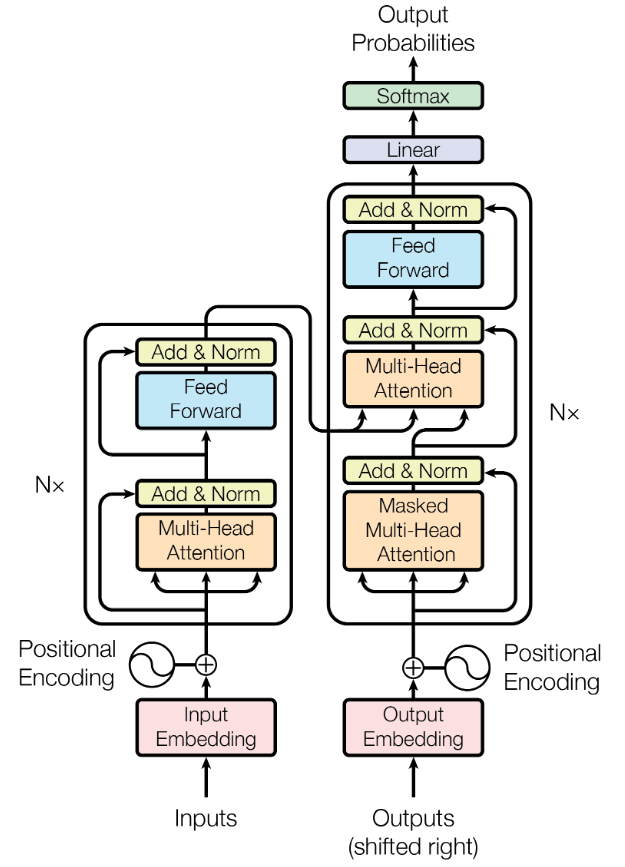 Output
Probabilities
Softmax
Linear
Add & Norm
Feed
Forward
Add & Norm
Multi-Head
Attention
Add & Norm
Masked
Multi-Head
Attention
N×
Add & Norm
Feed
Forward
Add & Norm
Multi-Head
Attention
N×
Positional
Encoding
Positional
Encoding
Input
Embedding
Output
Embedding
Inputs
Outputs
(shifted right)